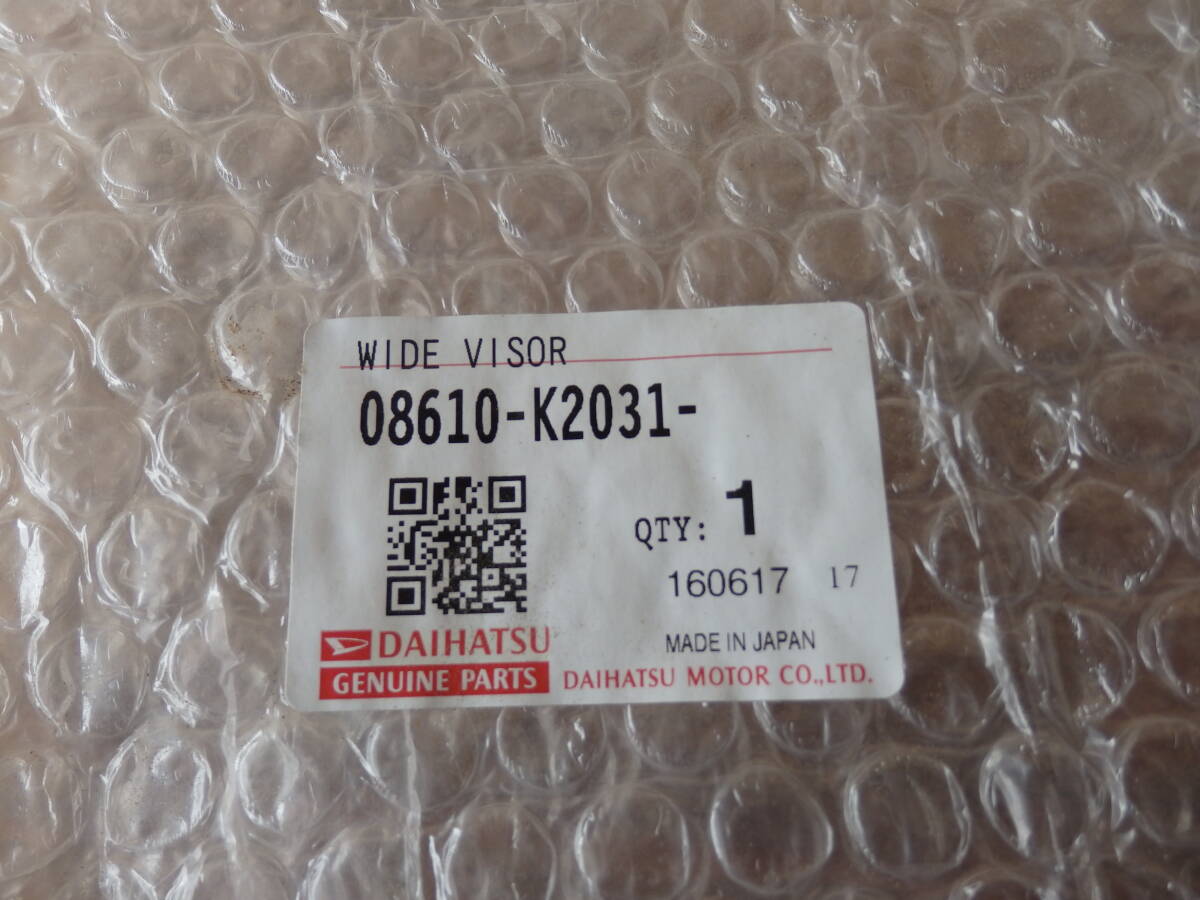 WIDE VISOR
08610-K2031-
QTY: 1
160617 17
DAIHATSU MADE IN JAPAN
GENUINE PARTS DAIHATSU MOTOR CO.,LTD.